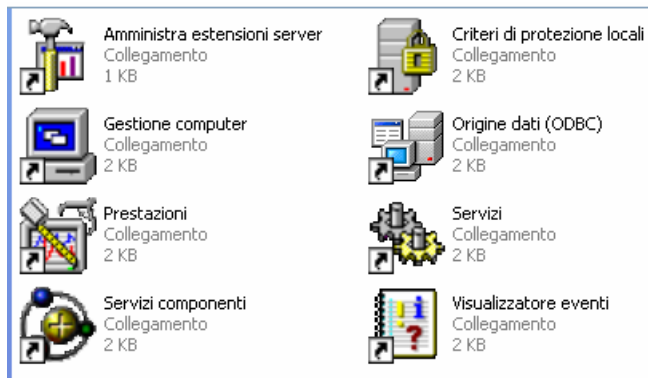 Amministra estensioni server
Collegamento
1 KB
Criteri di protezione locali
Collegamento
2 KB
Gestione computer
Collegamento
2 KB
Origine dati (ODBC)
Collegamento
2 KB
Prestazioni
Collegamento
2 KB
Servizi
Collegamento
2 KB
Servizi componenti
Collegamento
2 KB
Visualizzatore eventi
Collegamento
2 KB